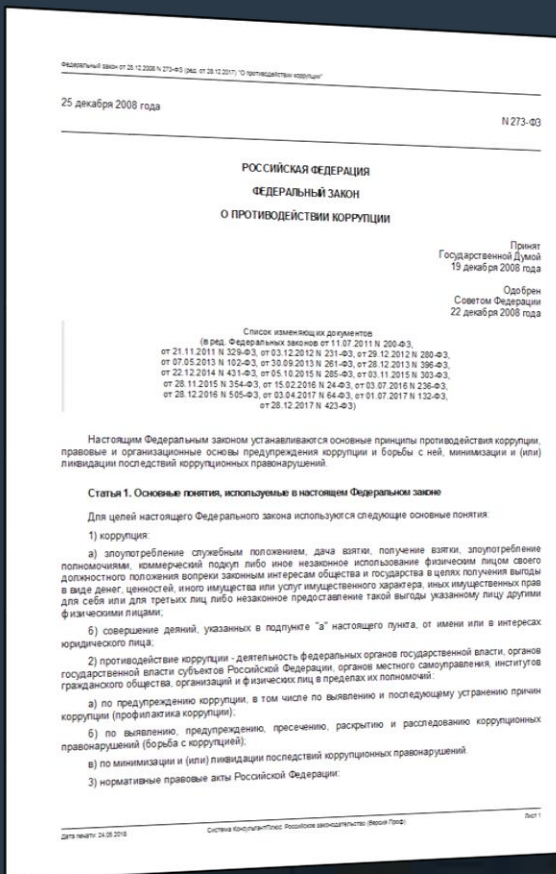 Федеральный закон от 25.12.2008 N 273-ФЗ (ред. от 28.12.2017) "О противодействии коррупции"
25 декабря 2008 года
N 273-ФЗ
РОССИЙСКАЯ ФЕДЕРАЦИЯ
ФЕДЕРАЛЬНЫЙ ЗАКОН
О ПРОТИВОДЕЙСТВИИ КОРРУПЦИИ
Принят
Государственной Думой
19 декабря 2008 года
Одобрен
Советом Федерации
22 декабря 2008 года
Список изменяющих документов
(в ред. Федеральных законов от 11.07.2011 N 200-ФЗ,
от 21.11.2011 N 329-ФЗ, от 03.12.2012 N 231-ФЗ, от 29.12.2012 N 280-ФЗ,
от 07.05.2013 N 102-ФЗ, от 30.09.2013 N 261-ФЗ, от 28.12.2013 N 396-ФЗ,
от 22.12.2014 N 431-ФЗ, от 05.10.2015 N 285-ФЗ, от 03.11.2015 N 303-ФЗ,
от 28.11.2015 N 354-ФЗ, от 15.02.2016 N 24-ФЗ, от 03.07.2016 N 236-ФЗ,
от 28.12.2016 N 505-ФЗ, от 03.04.2017 N 64-ФЗ, от 01.07.2017 N 132-ФЗ,
от 28.12.2017 N 423-ФЗ)
Настоящим Федеральным законом устанавливаются основные принципы противодействия коррупции,
правовые и организационные основы предупреждения коррупции и борьбы с ней, минимизации и (или)
ликвидации последствий коррупционных правонарушений.
Статья 1. Основные понятия, используемые в настоящем Федеральном законе
Для целей настоящего Федерального закона используются следующие основные понятия:
1) коррупция:
а) злоупотребление служебным положением, дача взятки, получение взятки, злоупотребление
полномочиями, коммерческий подкуп либо иное незаконное использование физическим лицом своего
должностного положения вопреки законным интересам общества и государства в целях получения выгоды
в виде денег, ценностей, иного имущества или услуг имущественного характера, иных имущественных прав
для себя или для третьих лиц либо незаконное предоставление такой выгоды указанному лицу другими
физическими лицами;
б) совершение деяний, указанных в подпункте "а" настоящего пункта, от имени или в интересах
юридического лица;
2) противодействие коррупции - деятельность федеральных органов государственной власти, органов
государственной власти субъектов Российской Федерации, органов местного самоуправления, институтов
гражданского общества, организаций и физических лиц в пределах их полномочий:
а) по предупреждению коррупции, в том числе по выявлению и последующему устранению причин
коррупции (профилактика коррупции);
б) по выявлению, предупреждению, пресечению, раскрытию и расследованию коррупционных
правонарушений (борьба с коррупцией);
в) по минимизации и (или) ликвидации последствий коррупционных правонарушений.
3) нормативные правовые акты Российской Федерации:
Дата печати: 24.05.2018
Система КонсультантПлюс: Российское законодательство (Версия Проф)
Лист 1